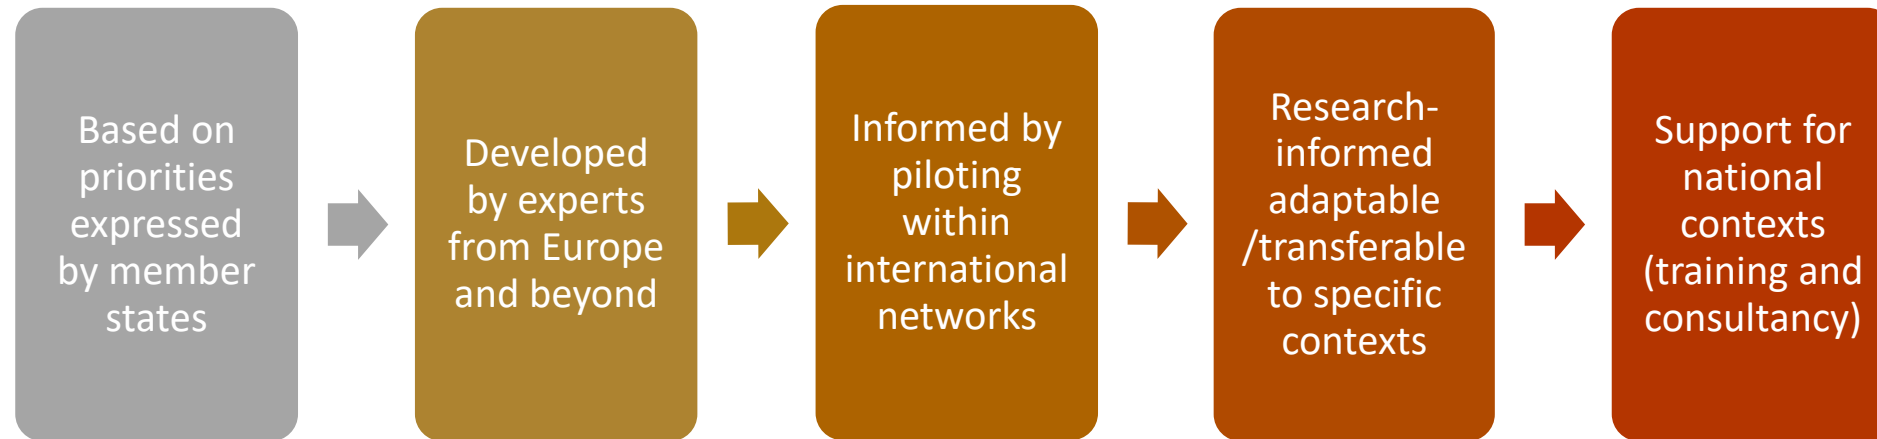 Based on
priorities
expressed
by member
states
Developed
by experts
from Europe
and beyond
Informed by
piloting
within
international
networks
Research-
informed
adaptable
/transferable
to specific
contexts
Support for
national
contexts
(training and
consultancy)